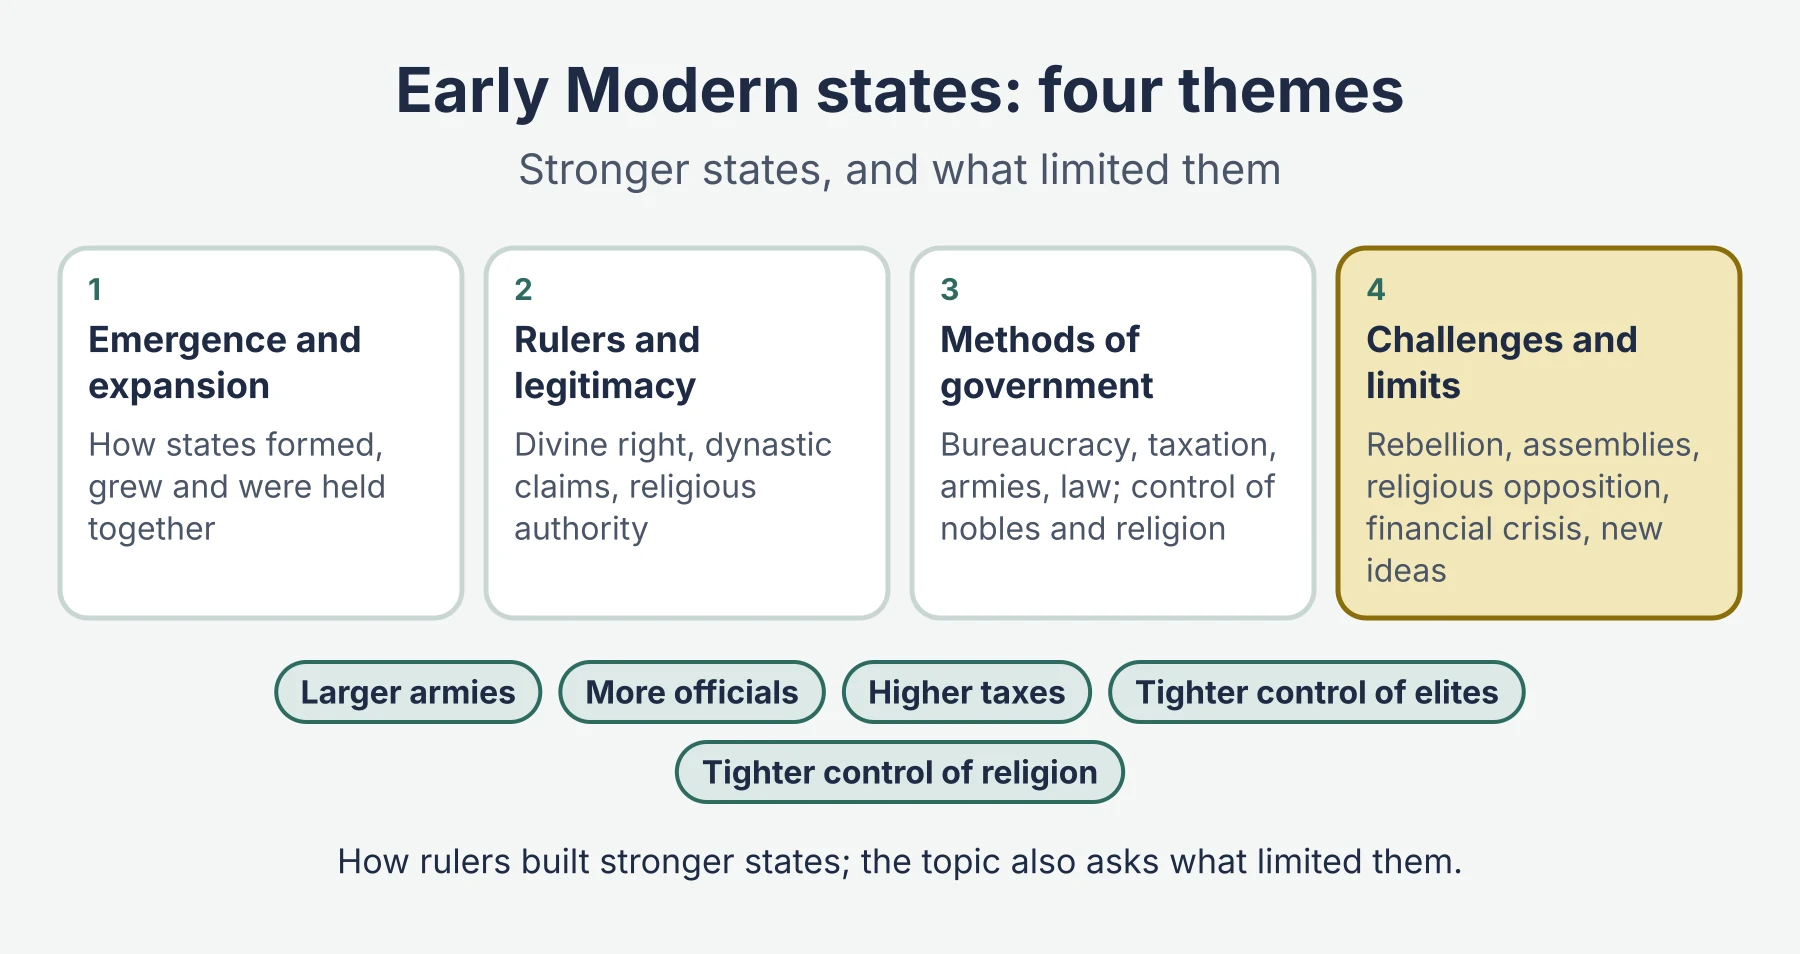 Early Modern states: four themes
Stronger states, and what limited them
1
Emergence and
expansion
How states formed,
grew and were held
together
2
Rulers and
legitimacy
Divine right, dynastic
claims, religious
authority
3
Methods of
government
Bureaucracy, taxation,
armies, law; control of
nobles and religion
4
Challenges and
limits
Rebellion, assemblies,
religious opposition,
financial crisis, new
ideas
Larger armies
More officials
Higher taxes
Tighter control of elites
Tighter control of religion
How rulers built stronger states; the topic also asks what limited them.